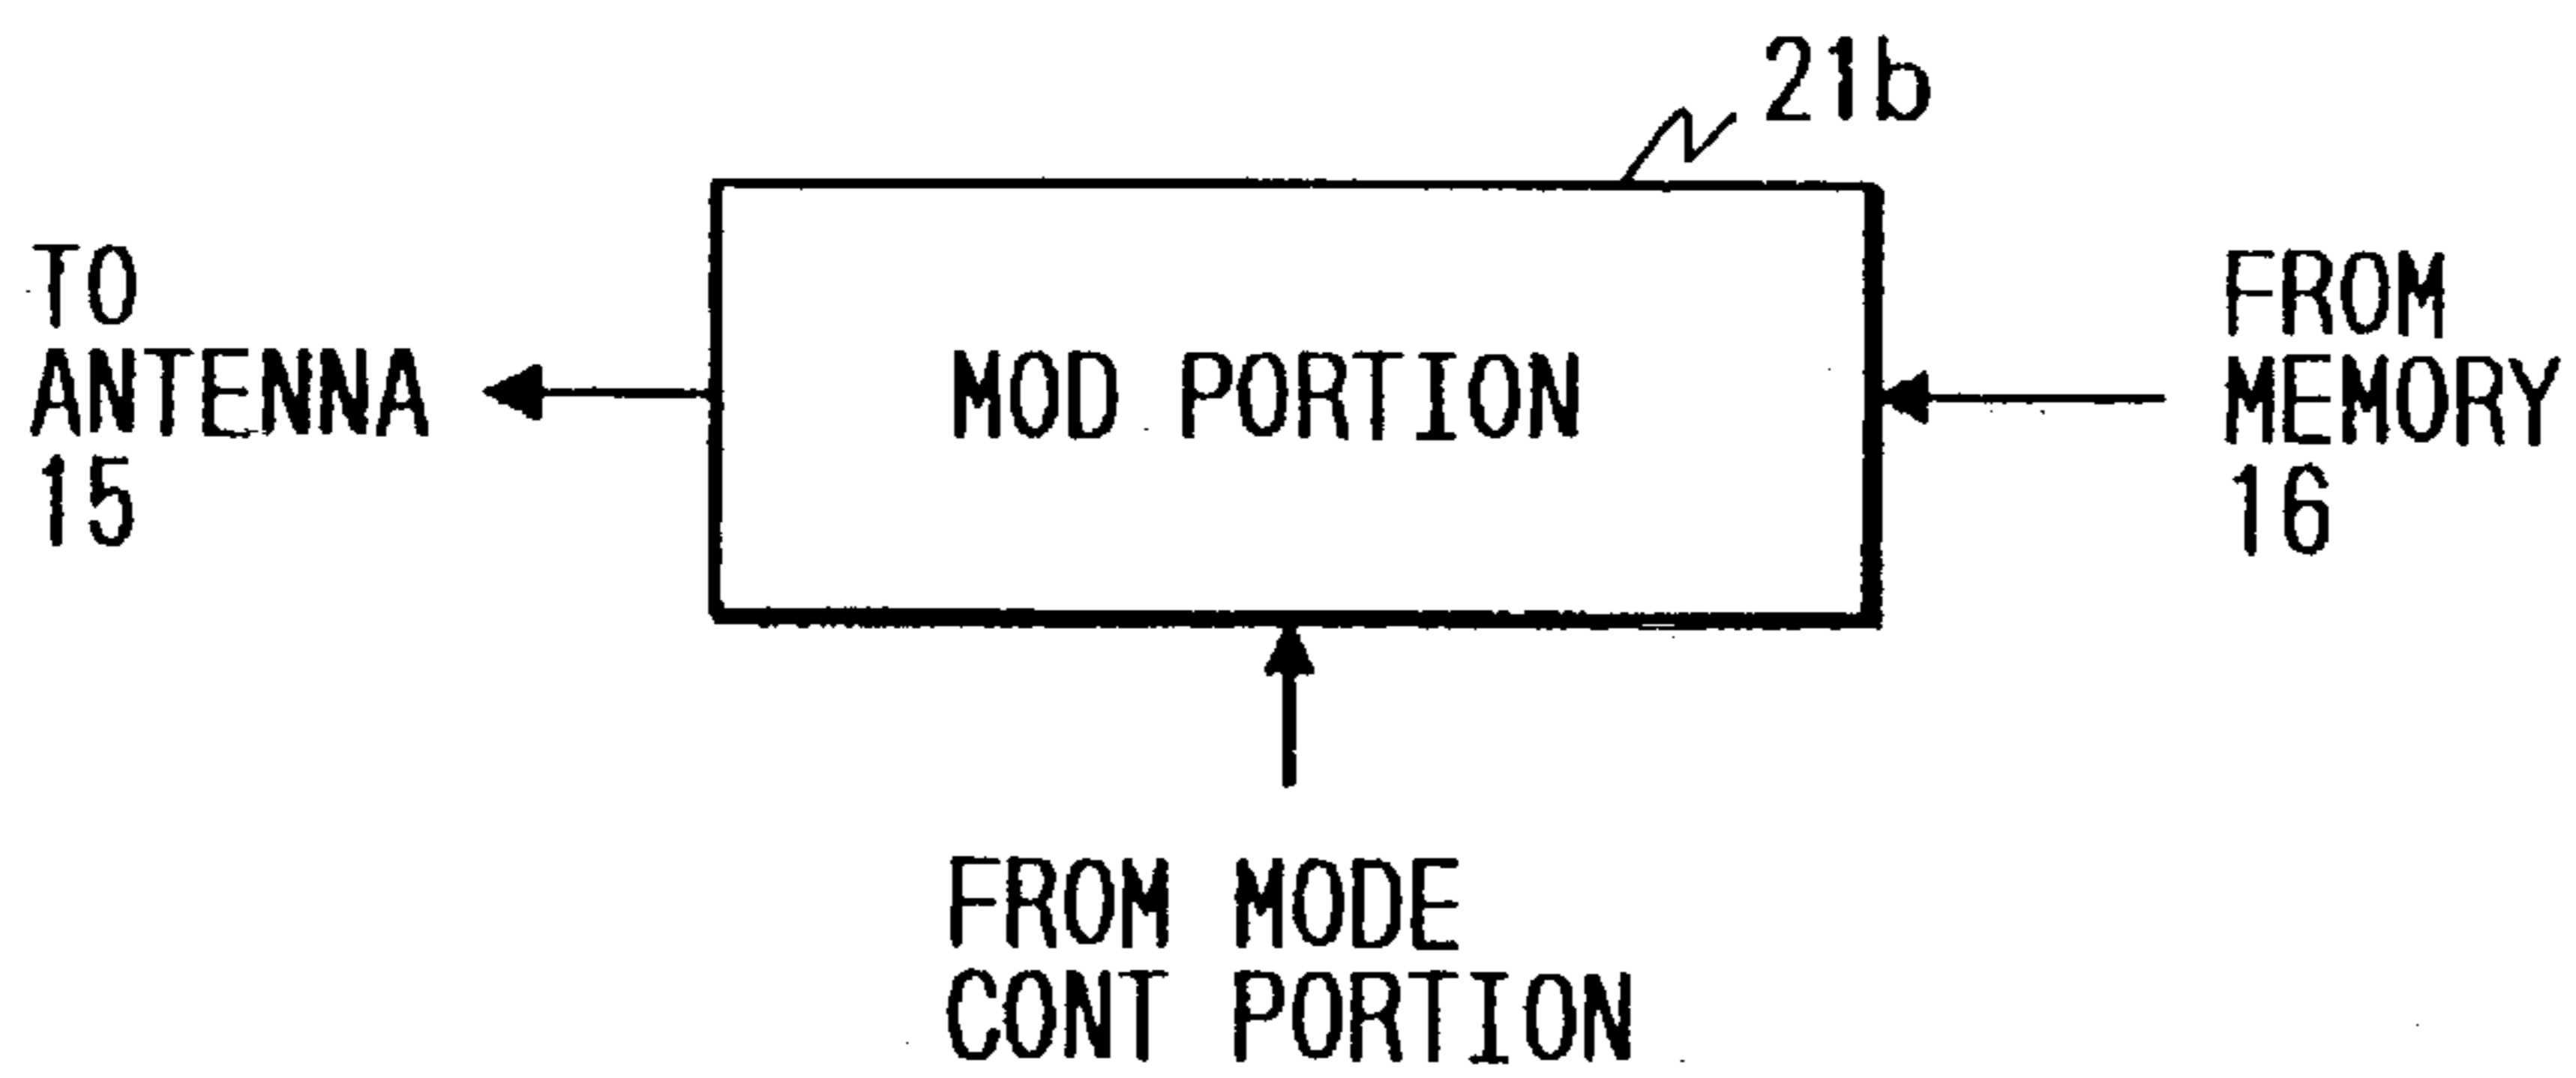 21b
TO
ANTENNA
15
MOD PORTION
FROM
MEMORY
16
FROM MODE
CONT PORTION